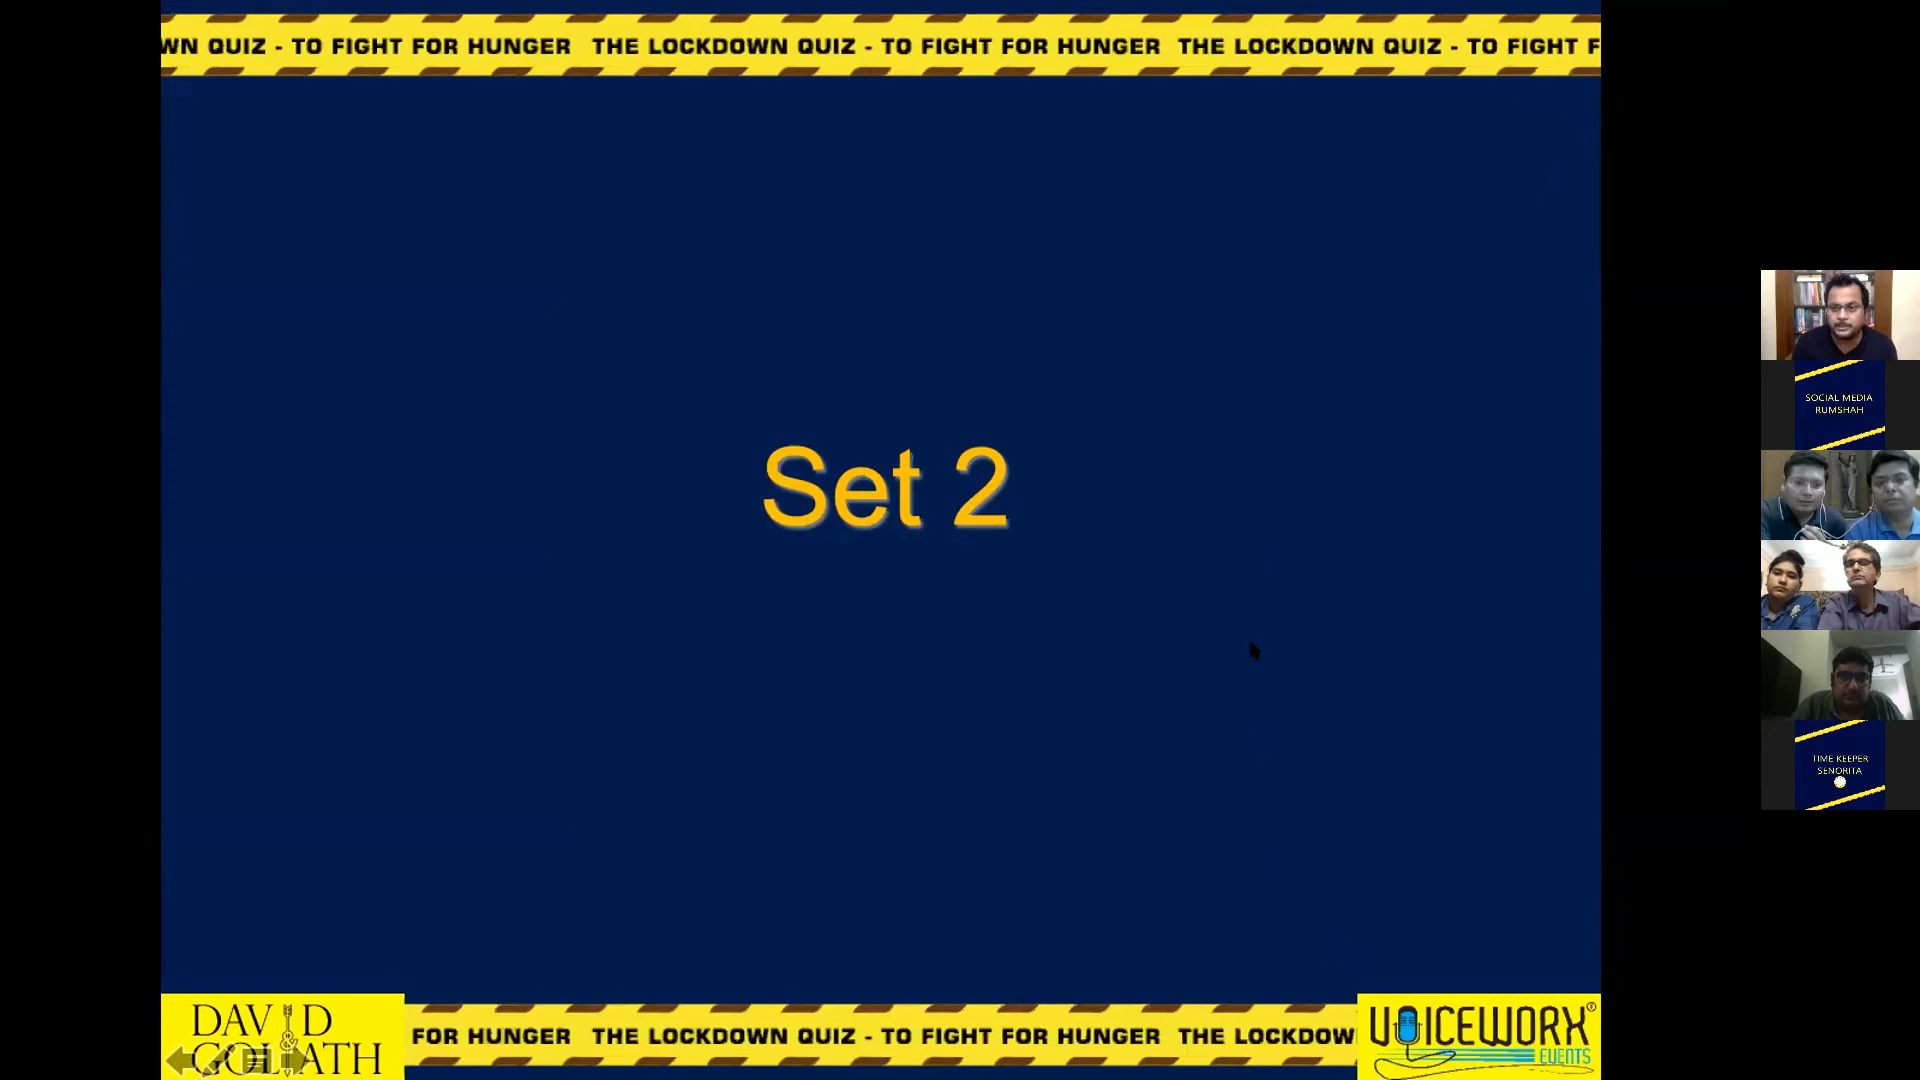 WN QUIZ - TO FIGHT FOR HUNGER THE LOCKDOWN QUIZ - TO FIGHT FOR HUNGER THE LOCKDOWN QUIZ - TO FIGHT F
Set 2
SOCIAL MEDIA
RUMSHAH
TIME KEEPER
SENORITA
DAVID
&
GOLIATH
FOR HUNGER THE LOCKDOWN QUIZ - TO FIGHT FOR HUNGER THE LOCKDOW
VOICEWORX®
EVENTS